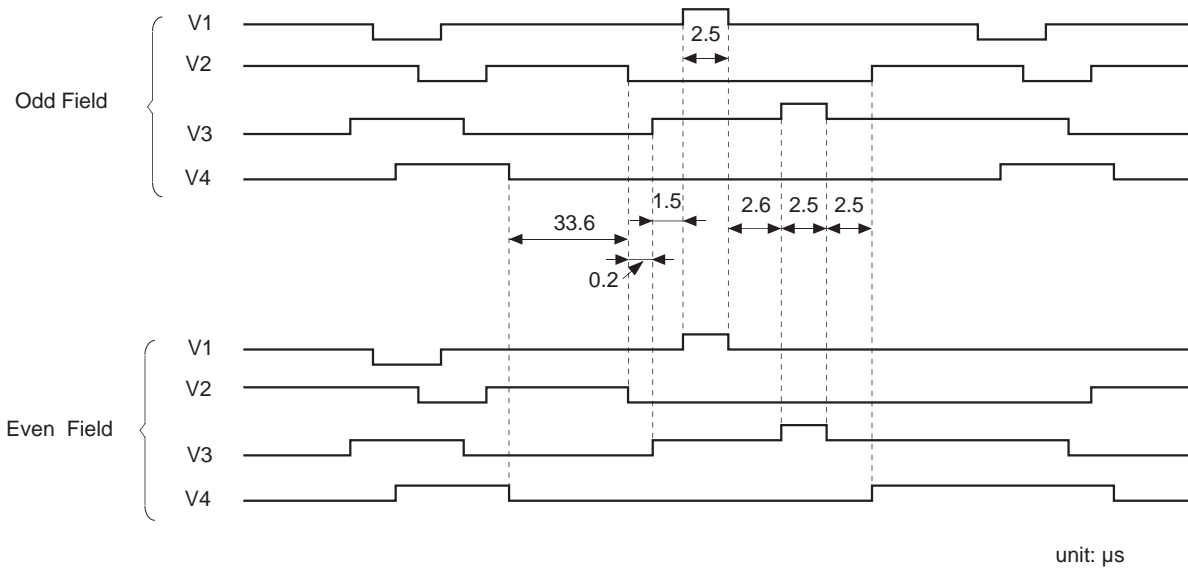 V1
2.5
V2
Odd Field
V3
V4
1.5
2.6 2.5 2.5
33.6
0.2
V1
V2
Even Field
V3
V4
unit: µs